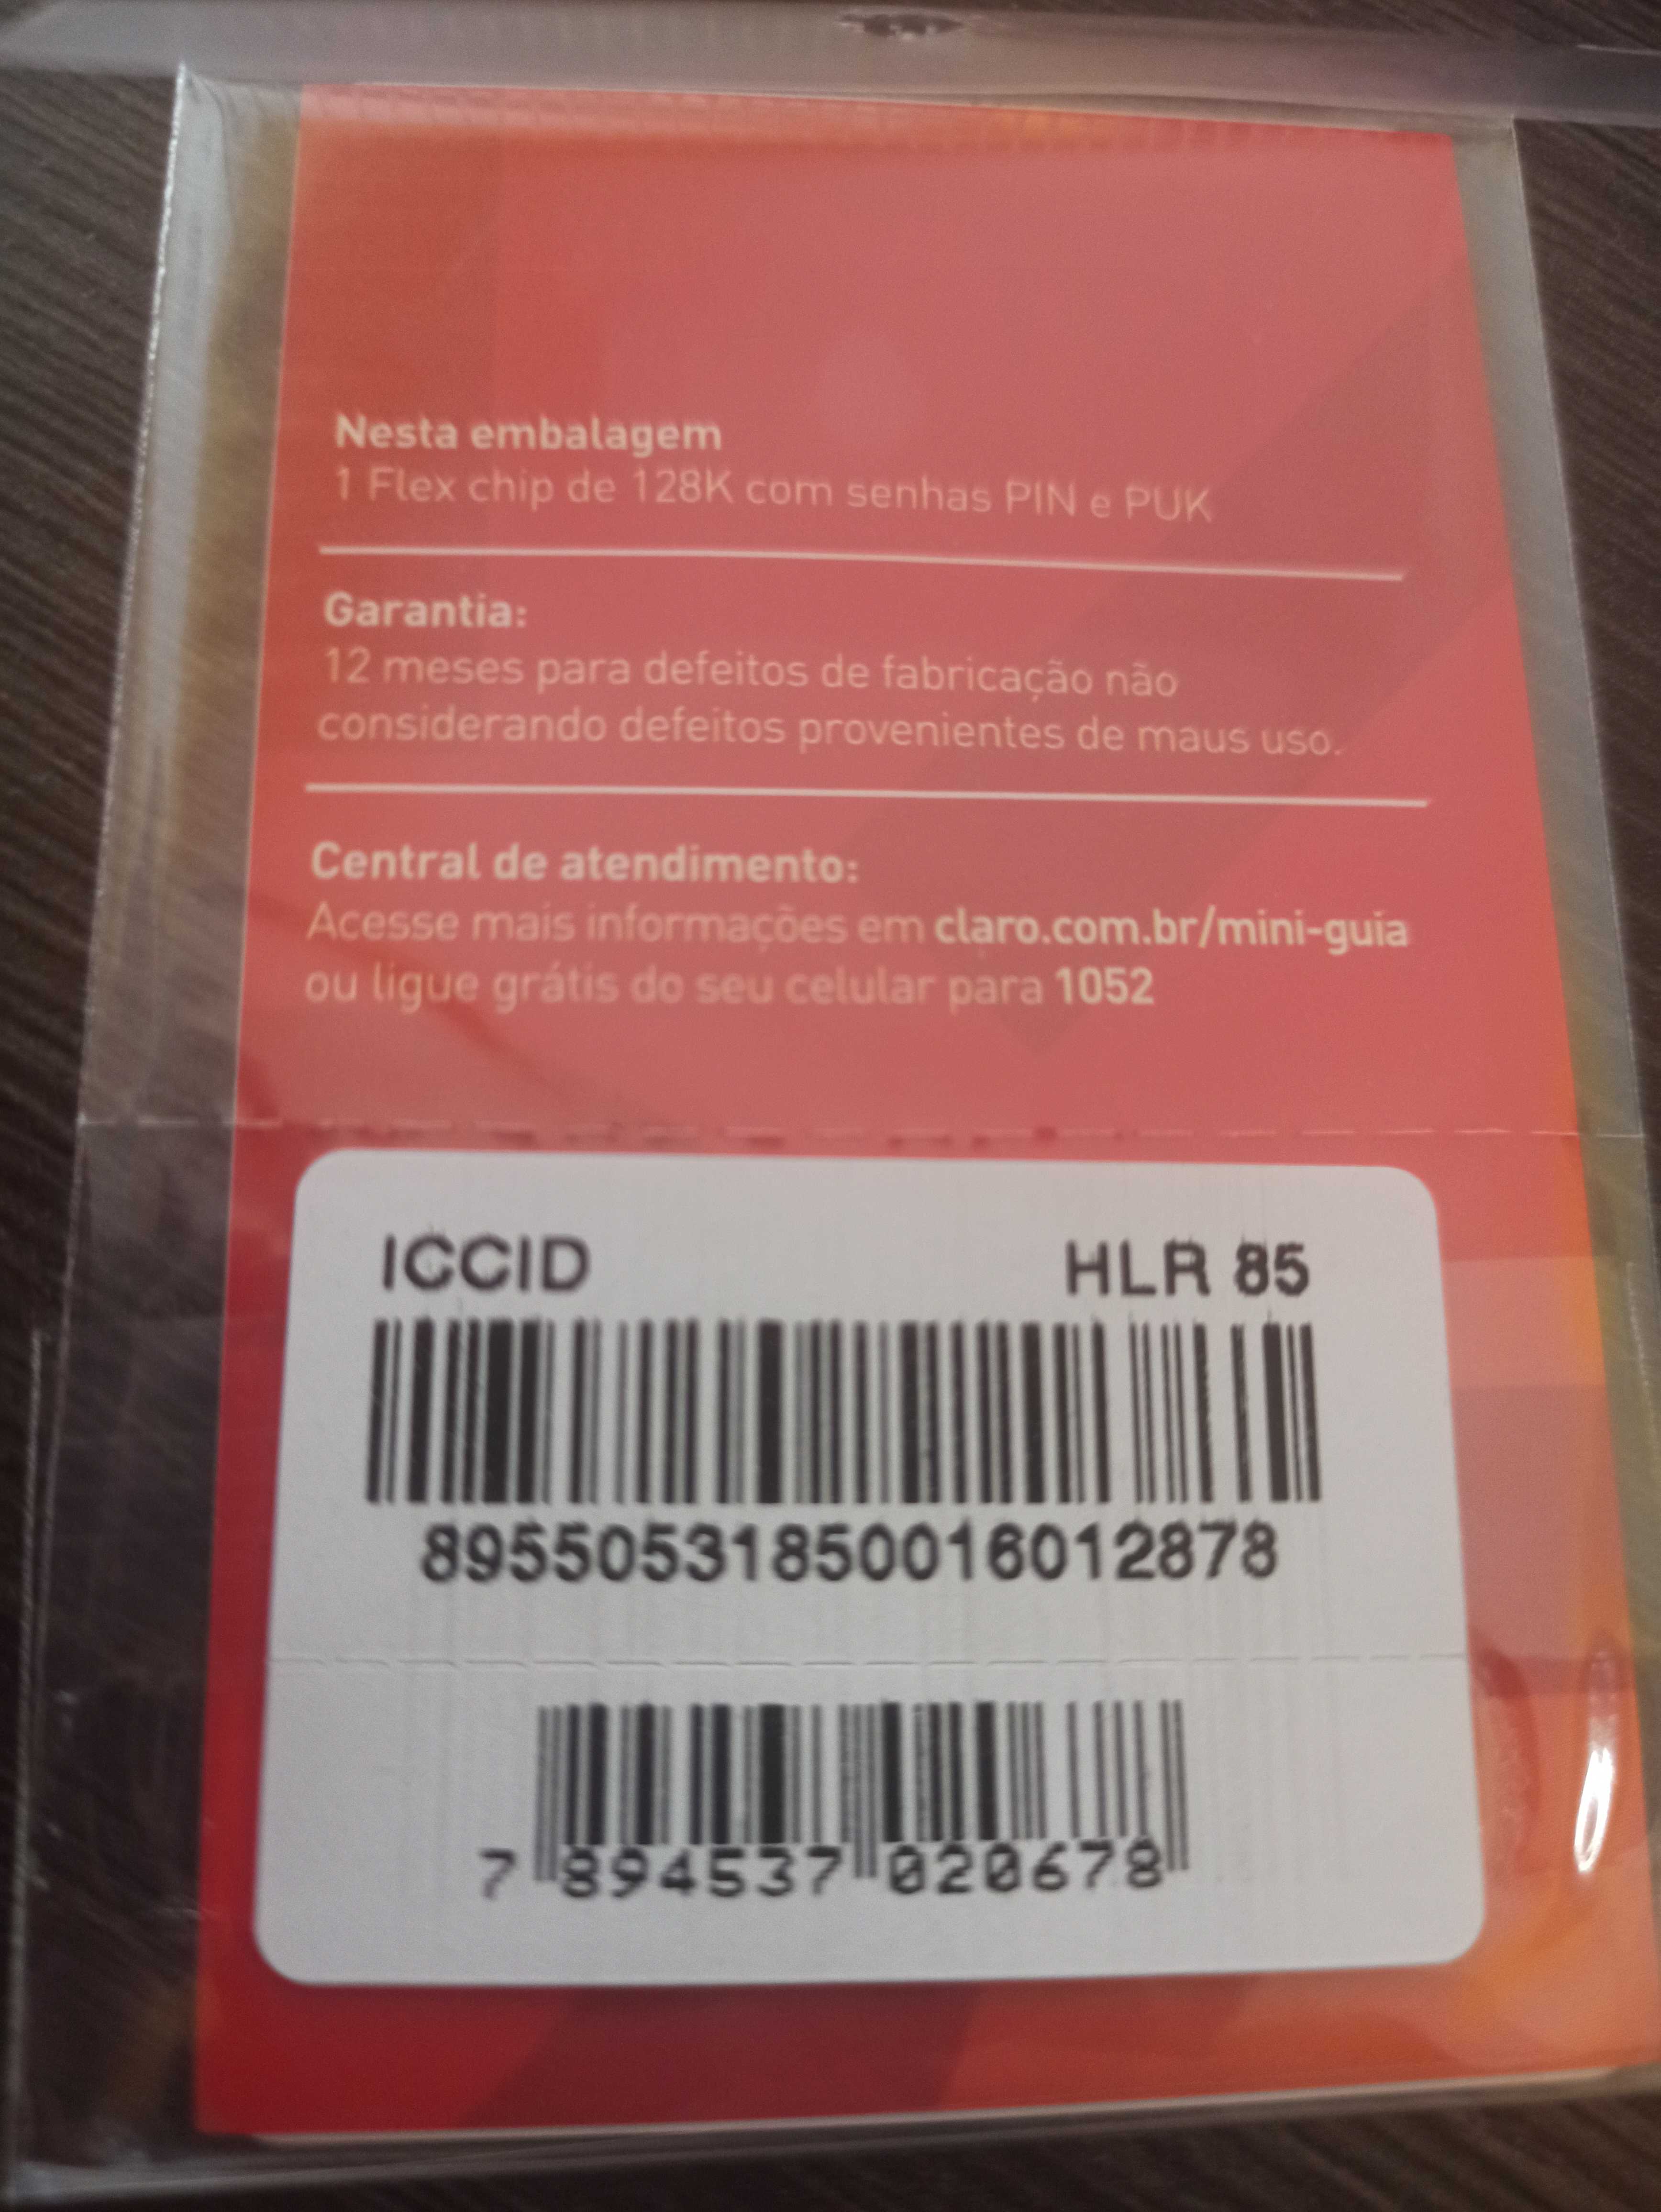 Nesta embalagem
1 Flex chip de 128K com senhas PIN e PUK
Garantia:
12 meses para defeitos de fabricação não
considerando defeitos provenientes de maus uso.
Central de atendimento:
Acesse mais informações em claro.com.br/mini-guia
ou ligue grátis do seu celular para 1052
ICCID HLR 85
89550531850016012878
7 894537 020678